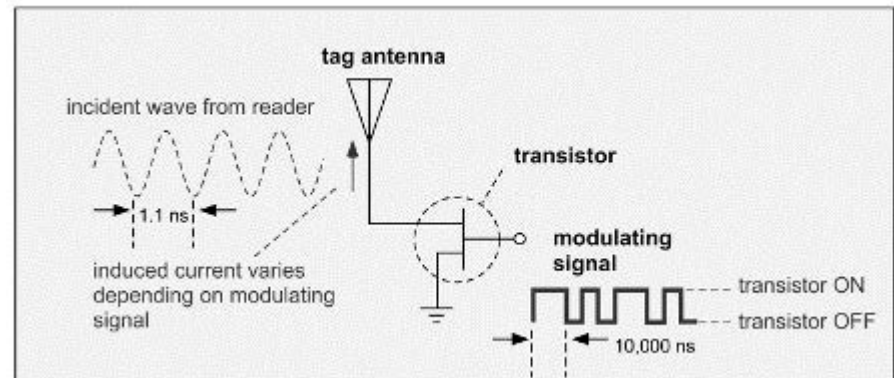 tag antenna
incident wave from reader
transistor
1.1 ns
modulating
signal
induced current varies
depending on modulating
signal
transistor ON
transistor OFF
10,000 ns